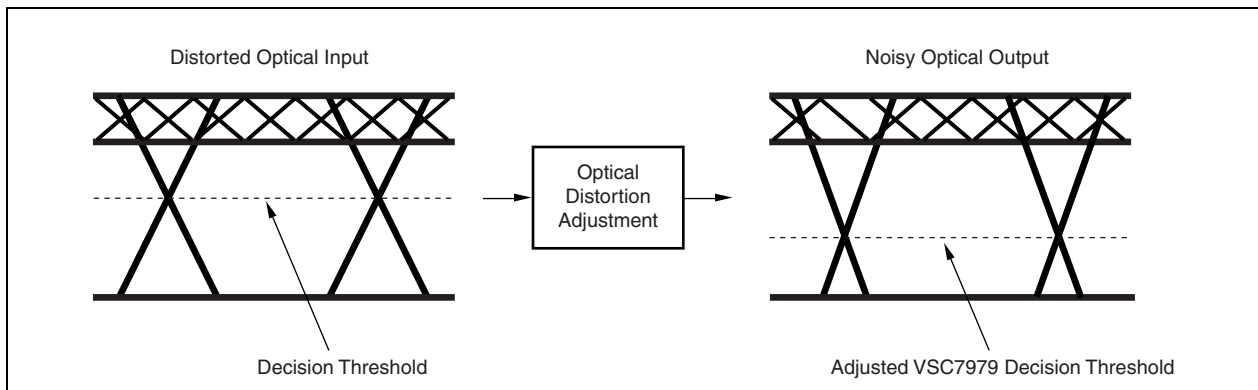 Distorted Optical Input
Noisy Optical Output
Optical
Distortion
Adjustment
Decision Threshold
Adjusted VSC7979 Decision Threshold